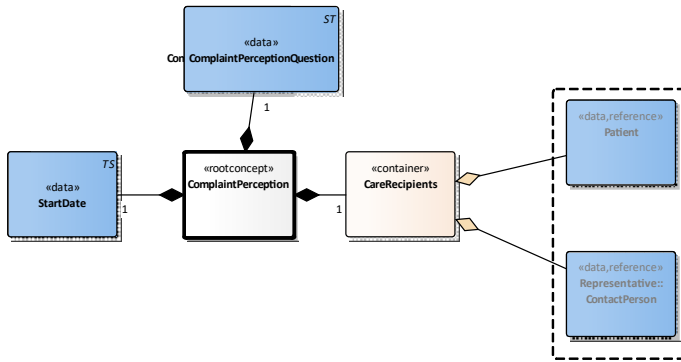 ST
«data»
Con ComplaintPerceptionQuestion
1
TS
«data»
StartDate
1
«rootconcept»
ComplaintPerception
1
«container»
CareRecipients
«data,reference»
Patient
«data,reference»
Representative::
ContactPerson